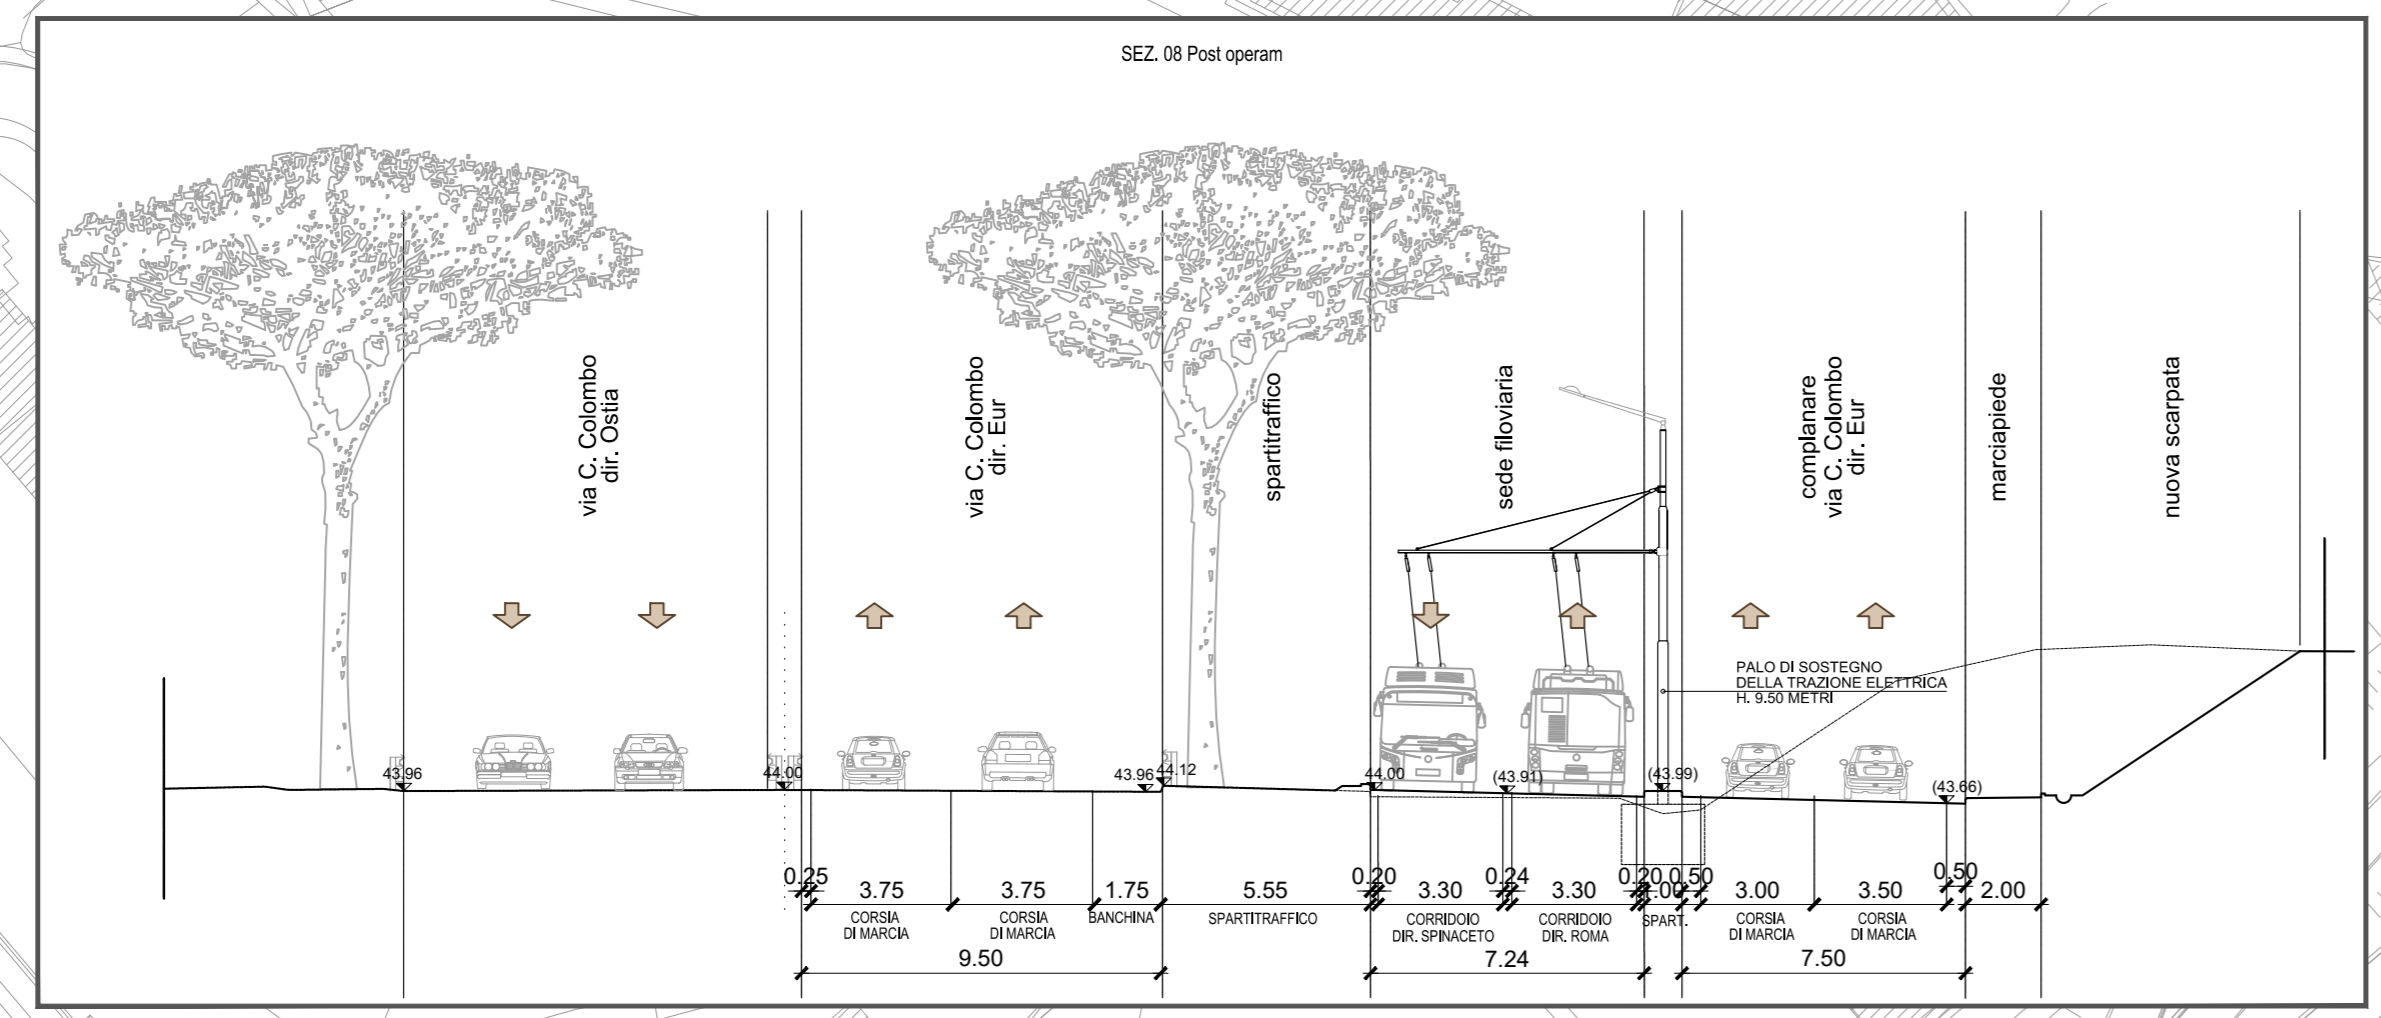 SEZ. 08 Post operam
via C. Colombo
dir. Ostia
via C. Colombo
dir. Eur
spartitraffico
sede filoviaria
complanare
via C. Colombo
dir. Eur
marciapiede
nuova scarpata
PALO DI SOSTEGNO
DELLA TRAZIONE ELETTRICA
H. 9.50 METRI
43.96
44.00
43.96
44.12
44.00
(43.91)
(43.99)
(43.66)
0.25
3.75
3.75
1.75
5.55
0.20
3.30
0.24
3.30
0.20
1.00
0.50
3.00
3.50
0.50
2.00
CORSIA
DI MARCIA
CORSIA
DI MARCIA
BANCHINA
SPARTITRAFFICO
CORRIDOIO
DIR. SPINACETO
CORRIDOIO
DIR. ROMA
SPART.
CORSIA
DI MARCIA
CORSIA
DI MARCIA
9.50
7.24
7.50